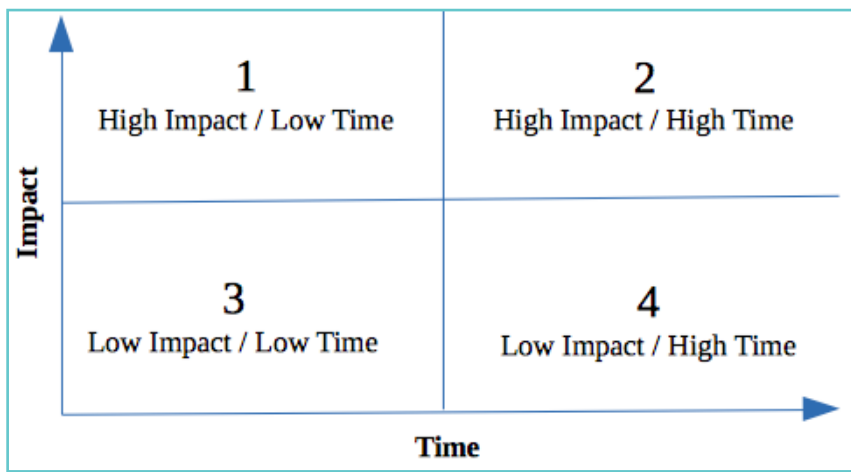 1
High Impact / Low Time
2
High Impact / High Time
Impact
3
Low Impact / Low Time
4
Low Impact / High Time
Time